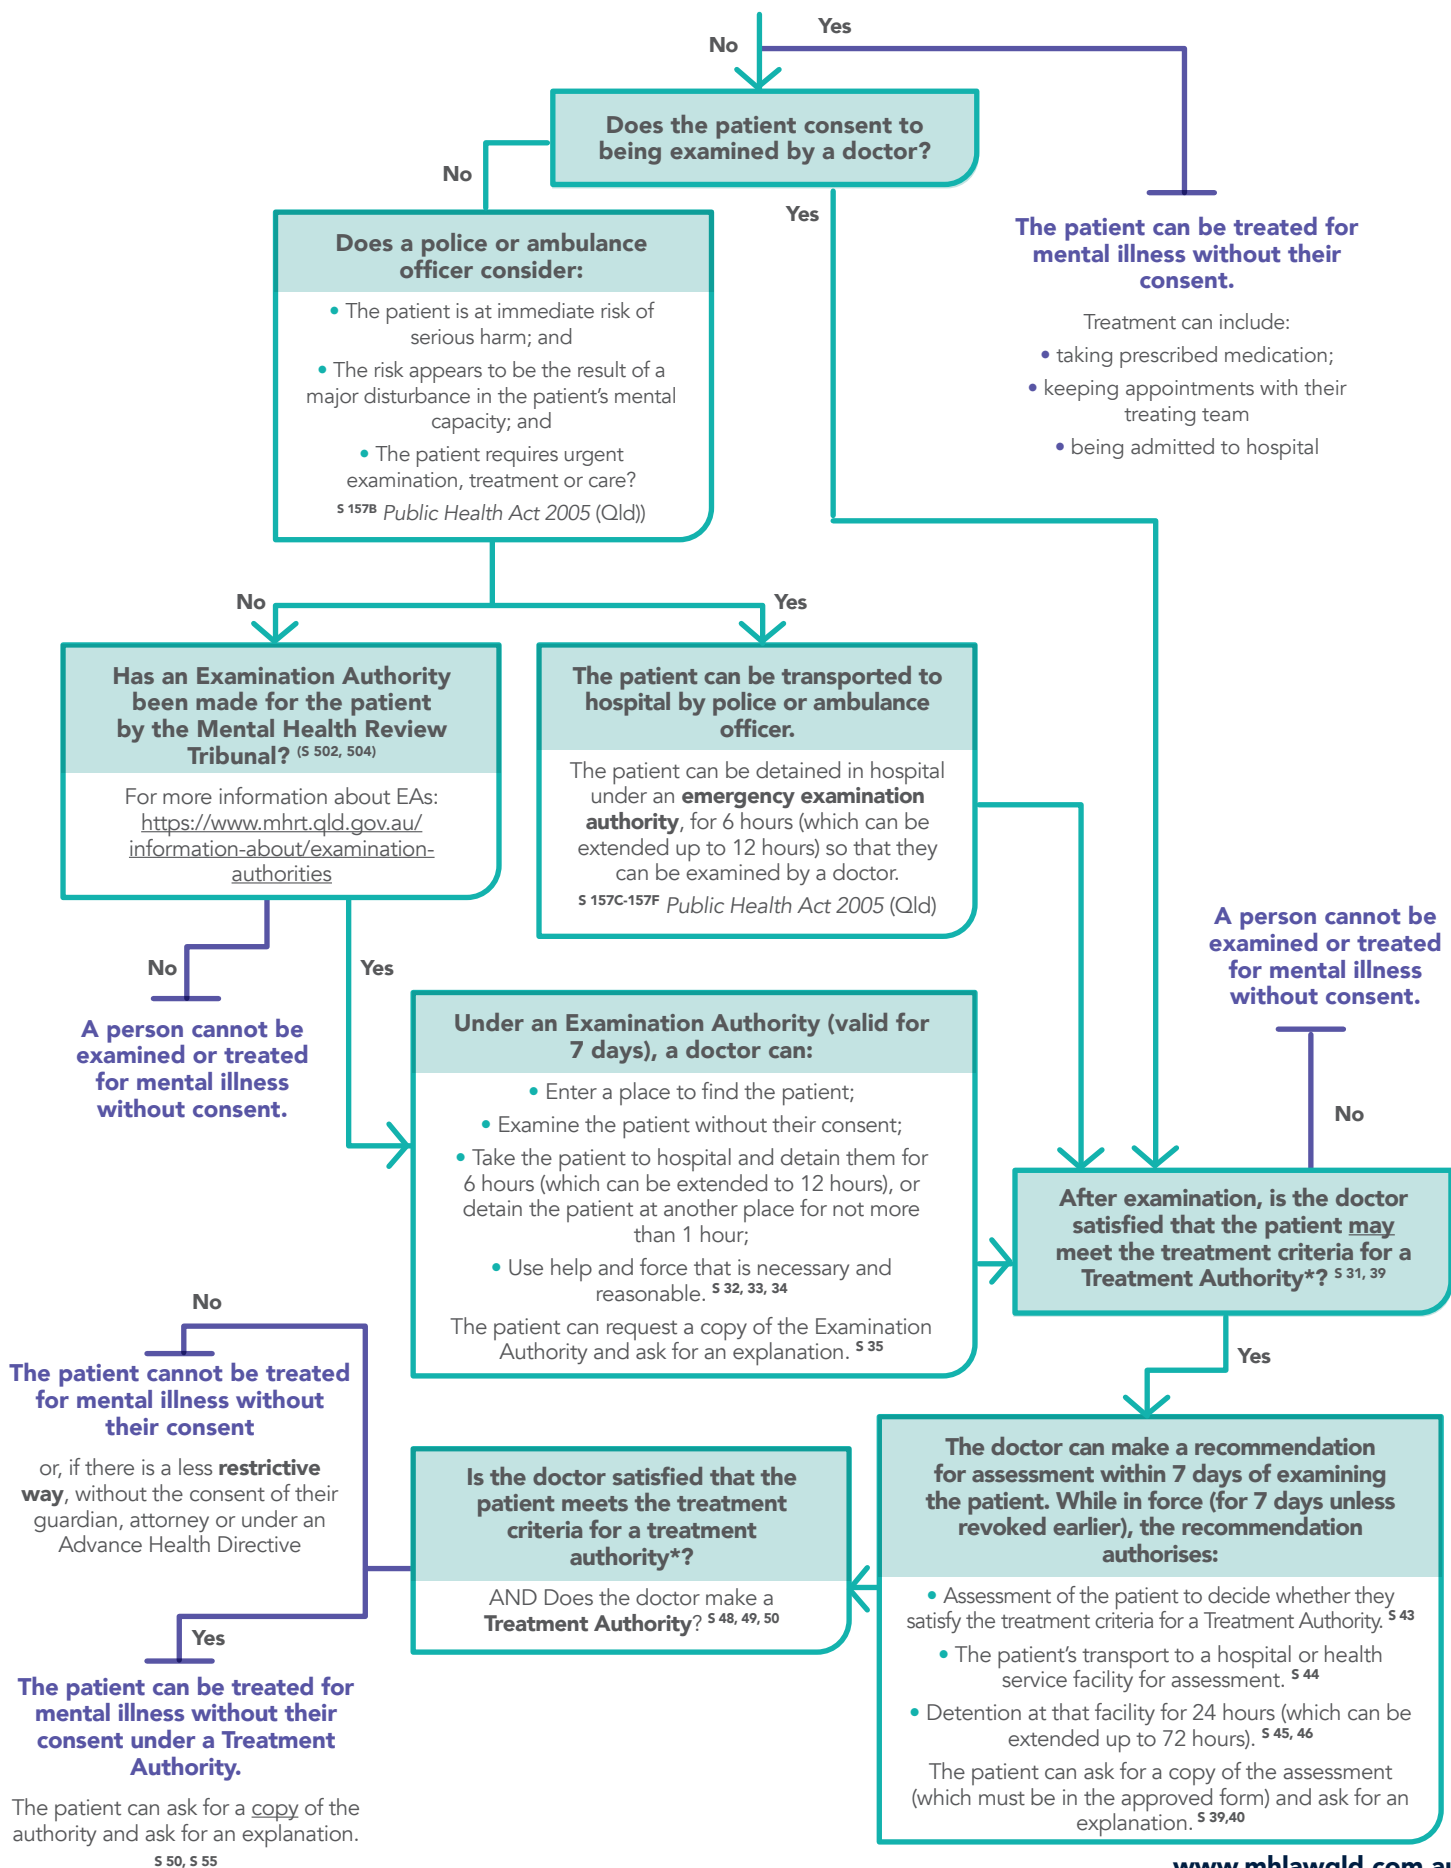 Yes
No
Does the patient consent to
being examined by a doctor?
No
Yes
The patient can be treated for
mental illness without their
consent.
Treatment can include:
• taking prescribed medication;
• keeping appointments with their
treating team
• being admitted to hospital
Does a police or ambulance
officer consider:
• The patient is at immediate risk of
serious harm; and
• The risk appears to be the result of a
major disturbance in the patient's mental
capacity; and
• The patient requires urgent
examination, treatment or care?
S 157B Public Health Act 2005 (Qld))
No
Yes
Has an Examination Authority
been made for the patient
by the Mental Health Review
Tribunal? (S 502, 504)
For more information about EAs:
https://www.mhrt.qld.gov.au/
information-about/examination-
authorities
The patient can be transported to
hospital by police or ambulance
officer.
The patient can be detained in hospital
under an emergency examination
authority, for 6 hours (which can be
extended up to 12 hours) so that they
can be examined by a doctor.
S 157C-157F Public Health Act 2005 (Qld)
A person cannot be
examined or treated
for mental illness
without consent.
No
No
Yes
A person cannot be
examined or treated
for mental illness
without consent.
Under an Examination Authority (valid for
7 days), a doctor can:
• Enter a place to find the patient;
• Examine the patient without their consent;
• Take the patient to hospital and detain them for
6 hours (which can be extended to 12 hours), or
detain the patient at another place for not more
than 1 hour;
• Use help and force that is necessary and
reasonable. S 32, 33, 34
The patient can request a copy of the Examination
Authority and ask for an explanation. S 35
After examination, is the doctor
satisfied that the patient may
meet the treatment criteria for a
Treatment Authority*? S 31, 39
Yes
The doctor can make a recommendation
for assessment within 7 days of examining
the patient. While in force (for 7 days unless
revoked earlier), the recommendation
authorises:
• Assessment of the patient to decide whether they
satisfy the treatment criteria for a Treatment Authority. S 43
• The patient's transport to a hospital or health
service facility for assessment. S 44
• Detention at that facility for 24 hours (which can be
extended up to 72 hours). S 45, 46
The patient can ask for a copy of the assessment
(which must be in the approved form) and ask for an
explanation. S 39,40
Is the doctor satisfied that the
patient meets the treatment
criteria for a treatment
authority*?
AND Does the doctor make a
Treatment Authority? S 48, 49, 50
No
The patient cannot be treated
for mental illness without
their consent
or, if there is a less restrictive
way, without the consent of their
guardian, attorney or under an
Advance Health Directive
Yes
The patient can be treated for
mental illness without their
consent under a Treatment
Authority.
The patient can ask for a copy of the
authority and ask for an explanation.
S 50, S 55
www.mhlawqld.com.au